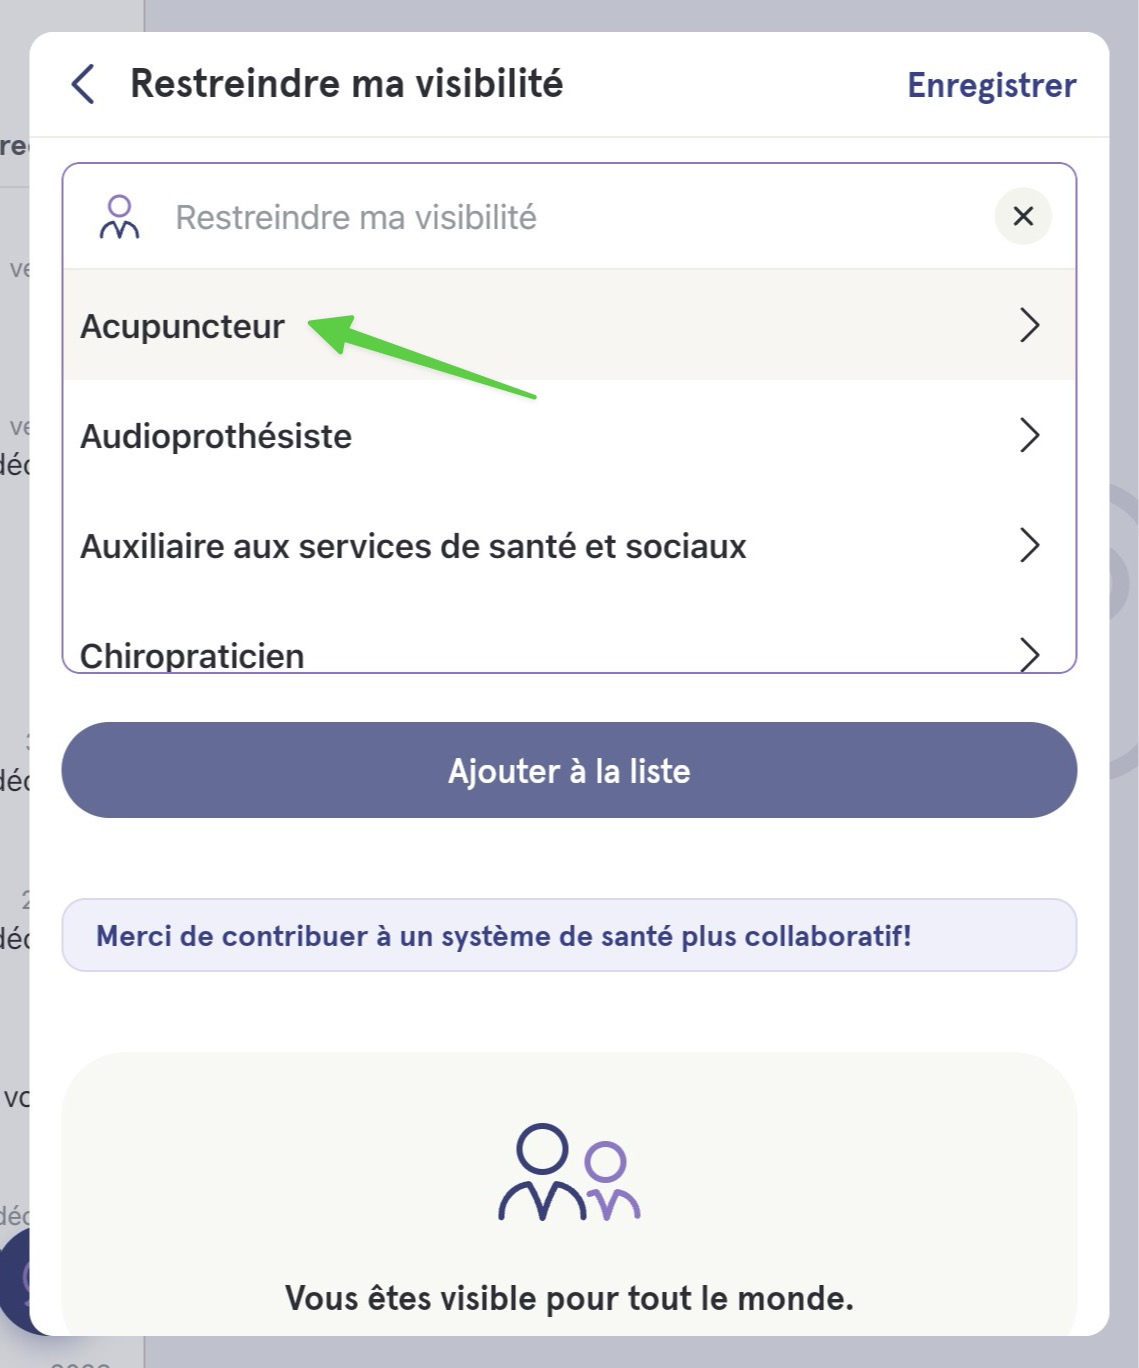 Restreindre ma visibilité
Enregistrer
Restreindre ma visibilité
Acupuncteur
Audioprothésiste
Auxiliaire aux services de santé et sociaux
Chiropraticien
Ajouter à la liste
Merci de contribuer à un système de santé plus collaboratif!
Vous êtes visible pour tout le monde.